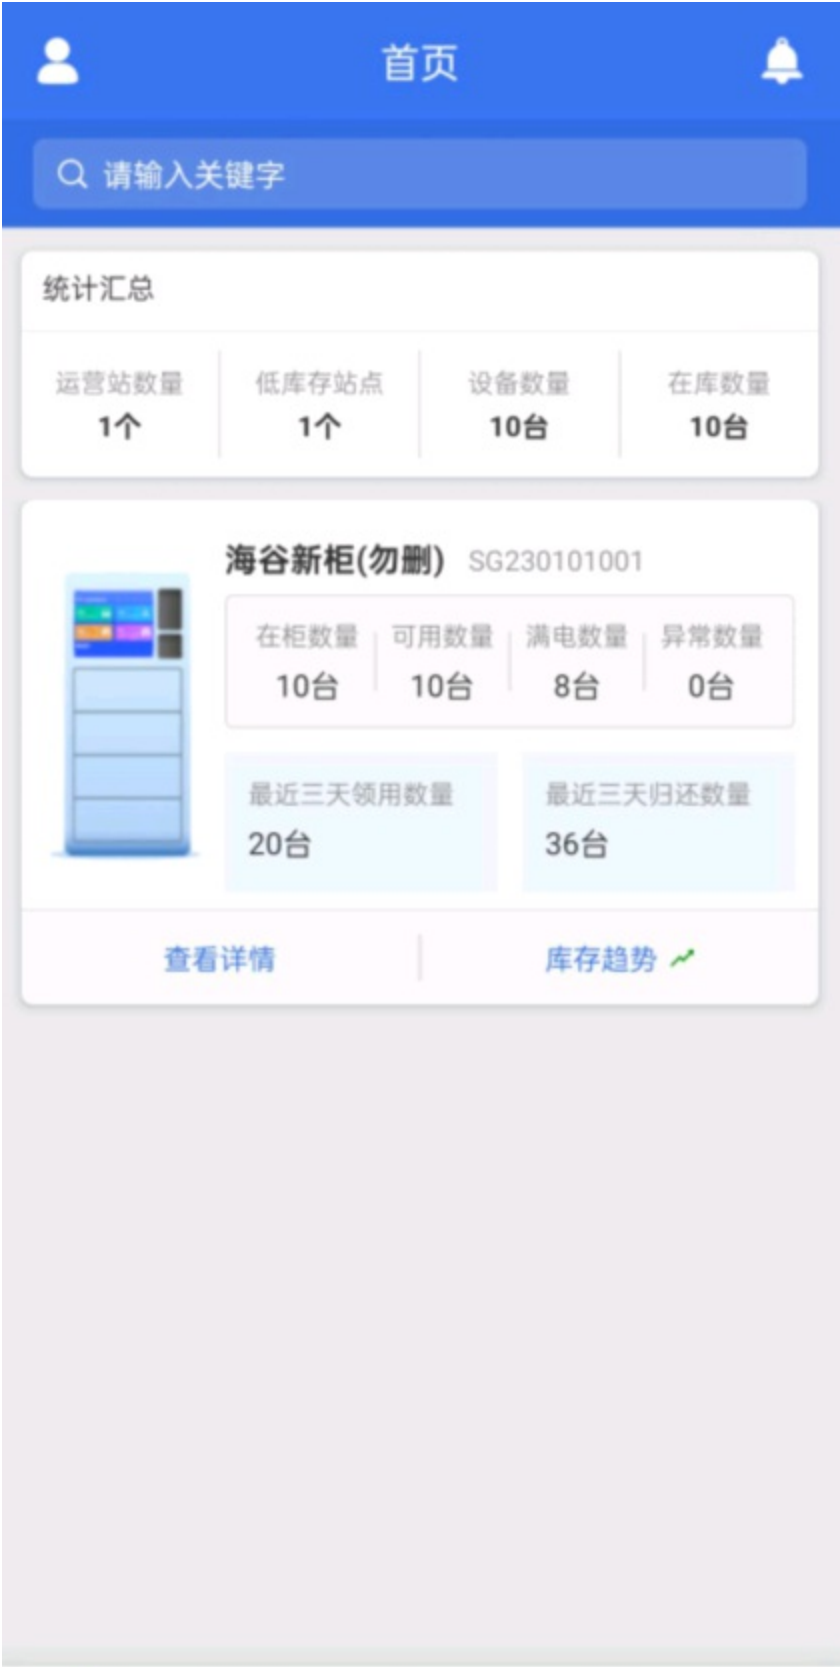 首页
请输入关键字
统计汇总
运营站数量 低库存站点 设备数量 在库数量
1个 1个 10台 10台
海谷新柜(勿删) SG230101001
在柜数量 可用数量 满电数量 异常数量
10台 10台 8台 0台
最近三天领用数量 最近三天归还数量
20台 36台
查看详情 库存趋势